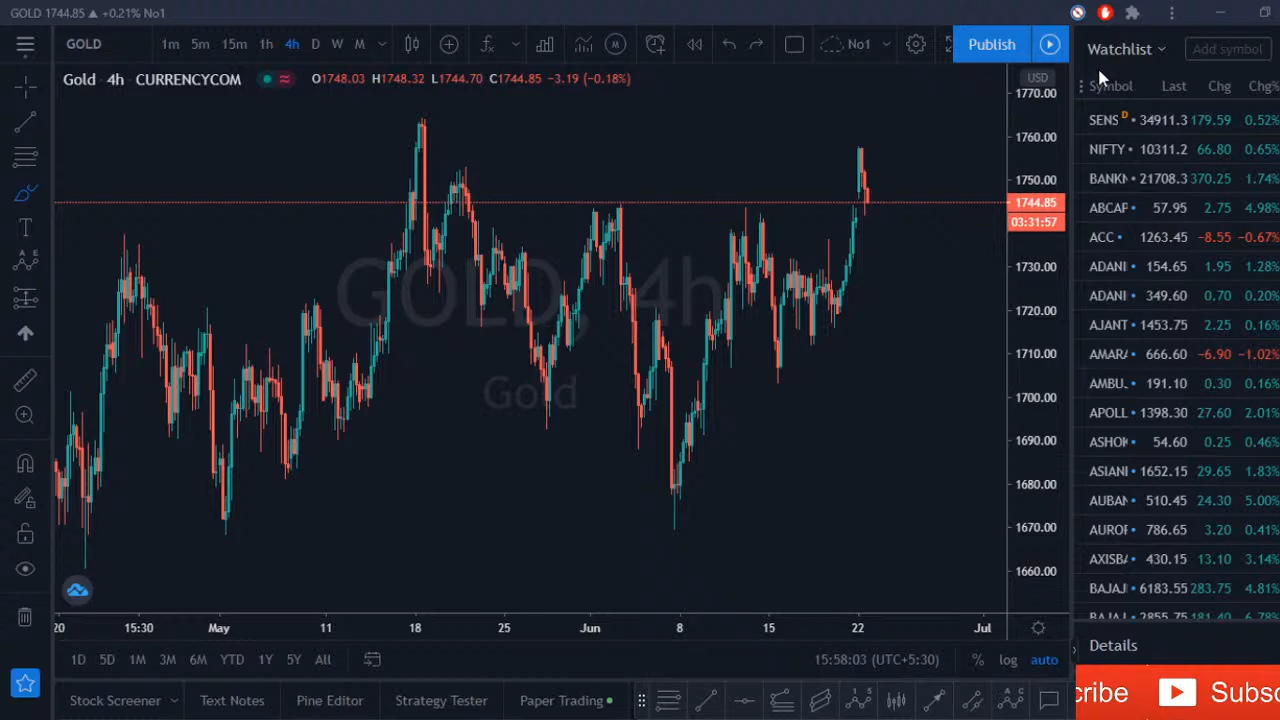 GOLD 1744.85 ▲ +0.21% No1
GOLD 1m 5m 15m 1h 4h D W M No1 Publish
Gold · 4h · CURRENCYCOM O1748.03 H1748.32 L1744.70 C1744.85 −3.19 (−0.18%)
USD
1770.00
1760.00
1750.00
1744.85
03:31:57
1730.00
1720.00
1710.00
1700.00
1690.00
1680.00
1670.00
1660.00
GOLD, 4h
Gold
20 15:30 May 11 18 25 Jun 8 15 22 Jul
1D 5D 1M 3M 6M YTD 1Y 5Y All 15:58:03 (UTC+5:30) % log auto
Stock Screener Text Notes Pine Editor Strategy Tester Paper Trading
Watchlist Add symbol
Symbol Last Chg Chg%
SENS D 34911.3 179.59 0.52%
NIFTY 10311.2 66.80 0.65%
BANKN 21708.3 370.25 1.74%
ABCAP 57.95 2.75 4.98%
ACC 1263.45 −8.55 −0.67%
ADANI 154.65 1.95 1.28%
ADANI 349.60 0.70 0.20%
AJANT 1453.75 2.25 0.16%
AMARA 666.60 −6.90 −1.02%
AMBU 191.10 0.30 0.16%
APOLL 1398.30 27.60 2.01%
ASHOK 54.60 0.25 0.46%
ASIANI 1652.15 29.65 1.83%
AUBAN 510.45 24.30 5.00%
AUROF 786.65 3.20 0.41%
AXISBA 430.15 13.10 3.14%
BAJAJ 6183.55 283.75 4.81%
BAJAJ 2855.75 181.40 6.78%
Details
cribe Subsc